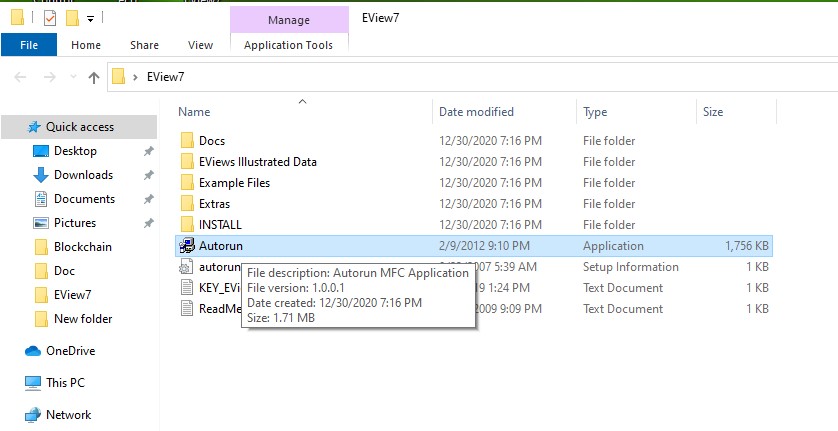 Manage
EView7
File
Home
Share
View
Application Tools
EView7
Name
Date modified
Type
Size
Quick access
Desktop
Downloads
Documents
Pictures
Blockchain
Doc
EView7
New folder
OneDrive
This PC
Network
Docs 12/30/2020 7:16 PM File folder
EViews Illustrated Data 12/30/2020 7:16 PM File folder
Example Files 12/30/2020 7:16 PM File folder
Extras 12/30/2020 7:16 PM File folder
INSTALL 12/30/2020 7:16 PM File folder
Autorun 2/9/2012 9:10 PM Application 1,756 KB
autorun 2007 5:39 AM Setup Information 1 KB
KEY_EVie 19 1:24 PM Text Document 1 KB
ReadMe 2009 9:09 PM Text Document 1 KB
File description: Autorun MFC Application
File version: 1.0.0.1
Date created: 12/30/2020 7:16 PM
Size: 1.71 MB